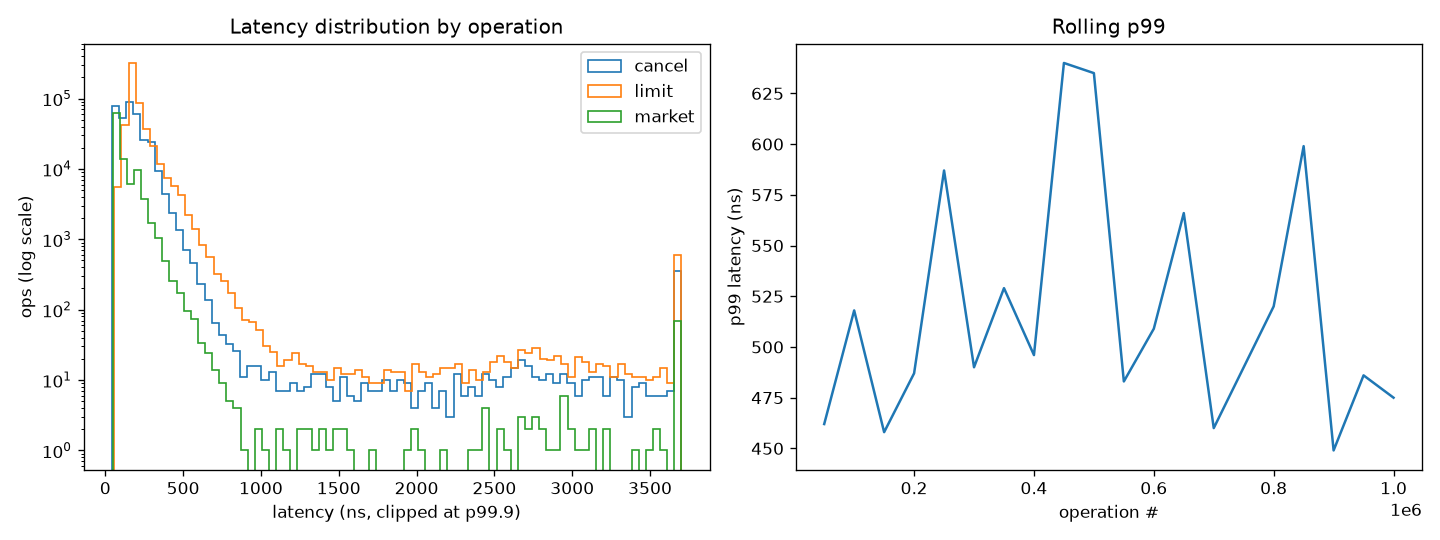 Latency distribution by operation
ops (log scale)
10^5
10^4
10^3
10^2
10^1
10^0
cancel
limit
market
0 500 1000 1500 2000 2500 3000 3500
latency (ns, clipped at p99.9)
Rolling p99
p99 latency (ns)
625
600
575
550
525
500
475
450
0.2 0.4 0.6 0.8 1.0
1e6
operation #